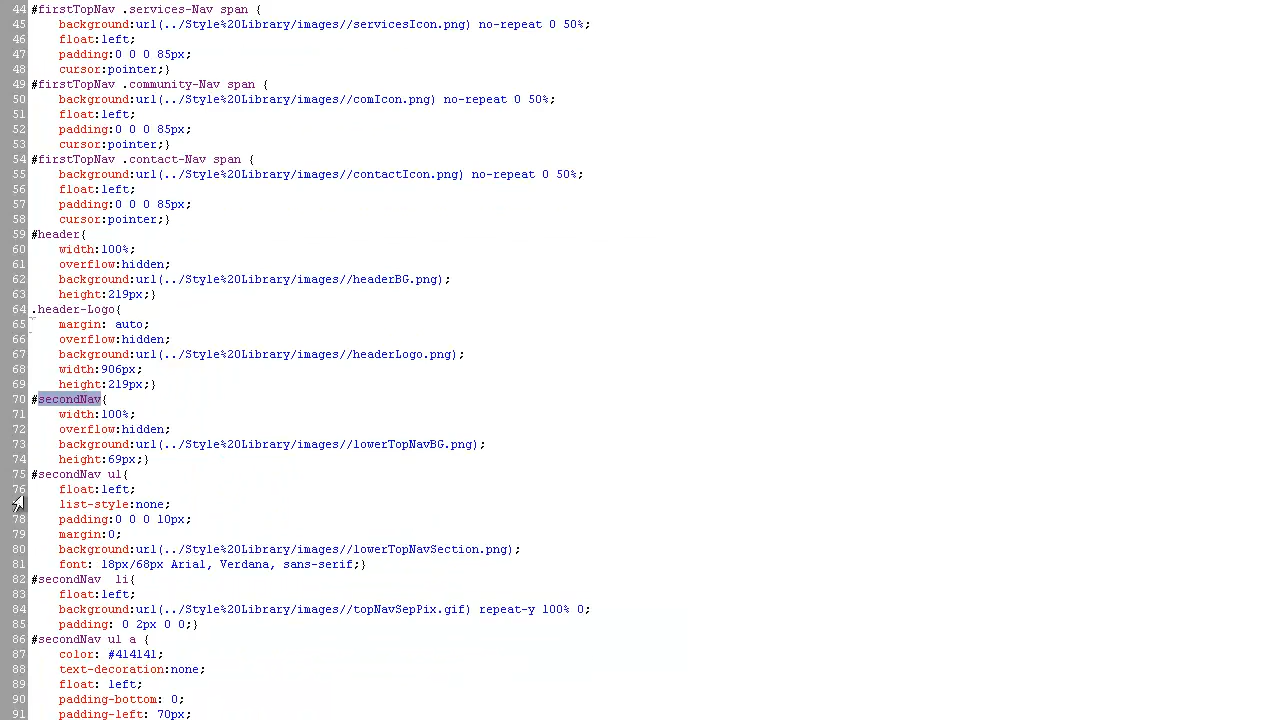 44 #firstTopNav .services-Nav span {
45 background:url(../Style%20Library/images//servicesIcon.png) no-repeat 0 50%;
46 float:left;
47 padding:0 0 0 85px;
48 cursor:pointer;}
49 #firstTopNav .community-Nav span {
50 background:url(../Style%20Library/images//comIcon.png) no-repeat 0 50%;
51 float:left;
52 padding:0 0 0 85px;
53 cursor:pointer;}
54 #firstTopNav .contact-Nav span {
55 background:url(../Style%20Library/images//contactIcon.png) no-repeat 0 50%;
56 float:left;
57 padding:0 0 0 85px;
58 cursor:pointer;}
59 #header{
60 width:100%;
61 overflow:hidden;
62 background:url(../Style%20Library/images//headerBG.png);
63 height:219px;}
64 .header-Logo{
65 margin: auto;
66 overflow:hidden;
67 background:url(../Style%20Library/images//headerLogo.png);
68 width:906px;
69 height:219px;}
70 #secondNav{
71 width:100%;
72 overflow:hidden;
73 background:url(../Style%20Library/images//lowerTopNavBG.png);
74 height:69px;}
75 #secondNav ul{
76 float:left;
list-style:none;
78 padding:0 0 0 10px;
79 margin:0;
80 background:url(../Style%20Library/images//lowerTopNavSection.png);
81 font: 18px/68px Arial, Verdana, sans-serif;}
82 #secondNav  li{
83 float:left;
84 background:url(../Style%20Library/images//topNavSepPix.gif) repeat-y 100% 0;
85 padding: 0 2px 0 0;}
86 #secondNav ul a {
87 color: #414141;
88 text-decoration:none;
89 float: left;
90 padding-bottom: 0;
91 padding-left: 70px;